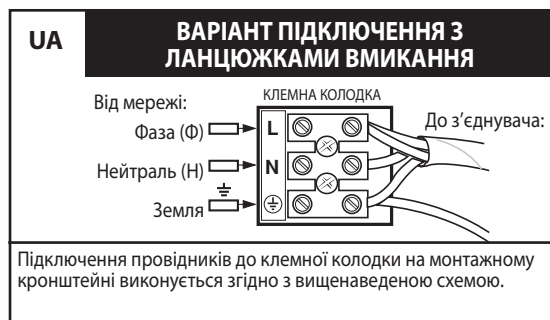 UA
ВАРІАНТ ПІДКЛЮЧЕННЯ З
ЛАНЦЮЖКАМИ ВМИКАННЯ
КЛЕМНА КОЛОДКА
Від мережі:
До з’єднувача:
Фаза (Ф)
L
Нейтраль (Н)
N
Земля
Підключення провідників до клемної колодки на монтажному
кронштейні виконується згідно з вищенаведеною схемою.